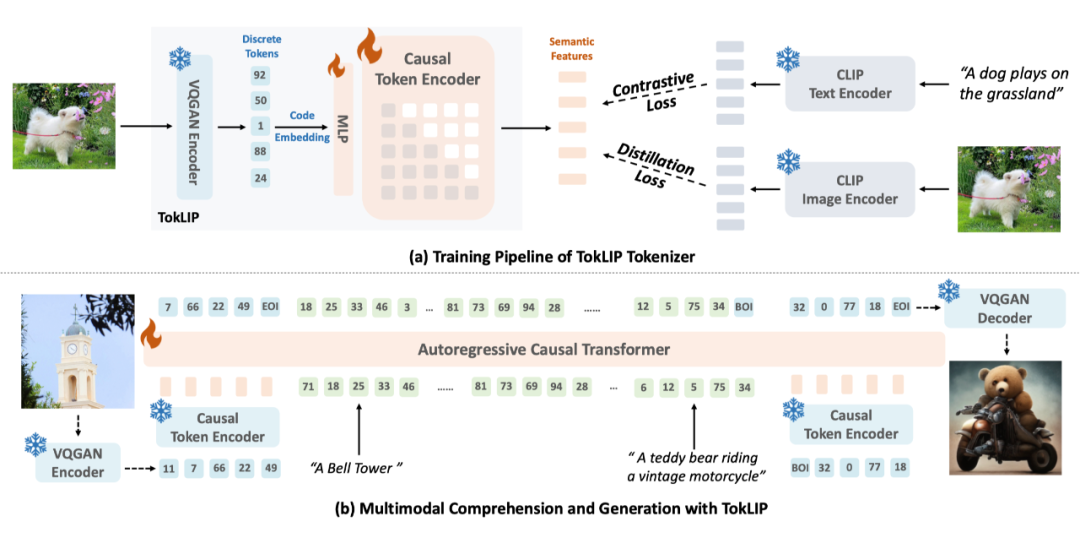 VQGAN Encoder
Discrete
Tokens
92
50
1
88
24
Code
Embedding
MLP
Causal
Token Encoder
Semantic
Features
Contrastive
Loss
Distillation
Loss
CLIP
Text Encoder
“A dog plays on
the grassland”
CLIP
Image Encoder
TokLIP
(a) Training Pipeline of TokLIP Tokenizer
7 66 22 49 EOI 18 25 33 46 3 ... 81 73 69 94 28 ...... 12 5 75 34 BOI 32 0 77 18 EOI
VQGAN
Decoder
Autoregressive Causal Transformer
71 18 25 33 46 ...... 81 73 69 94 28 ... 6 12 5 75 34
Causal
Token Encoder
Causal
Token Encoder
VQGAN
Encoder
11 7 66 22 49
“A Bell Tower ”
“ A teddy bear riding
a vintage motorcycle”
BOI 32 0 77 18
(b) Multimodal Comprehension and Generation with TokLIP